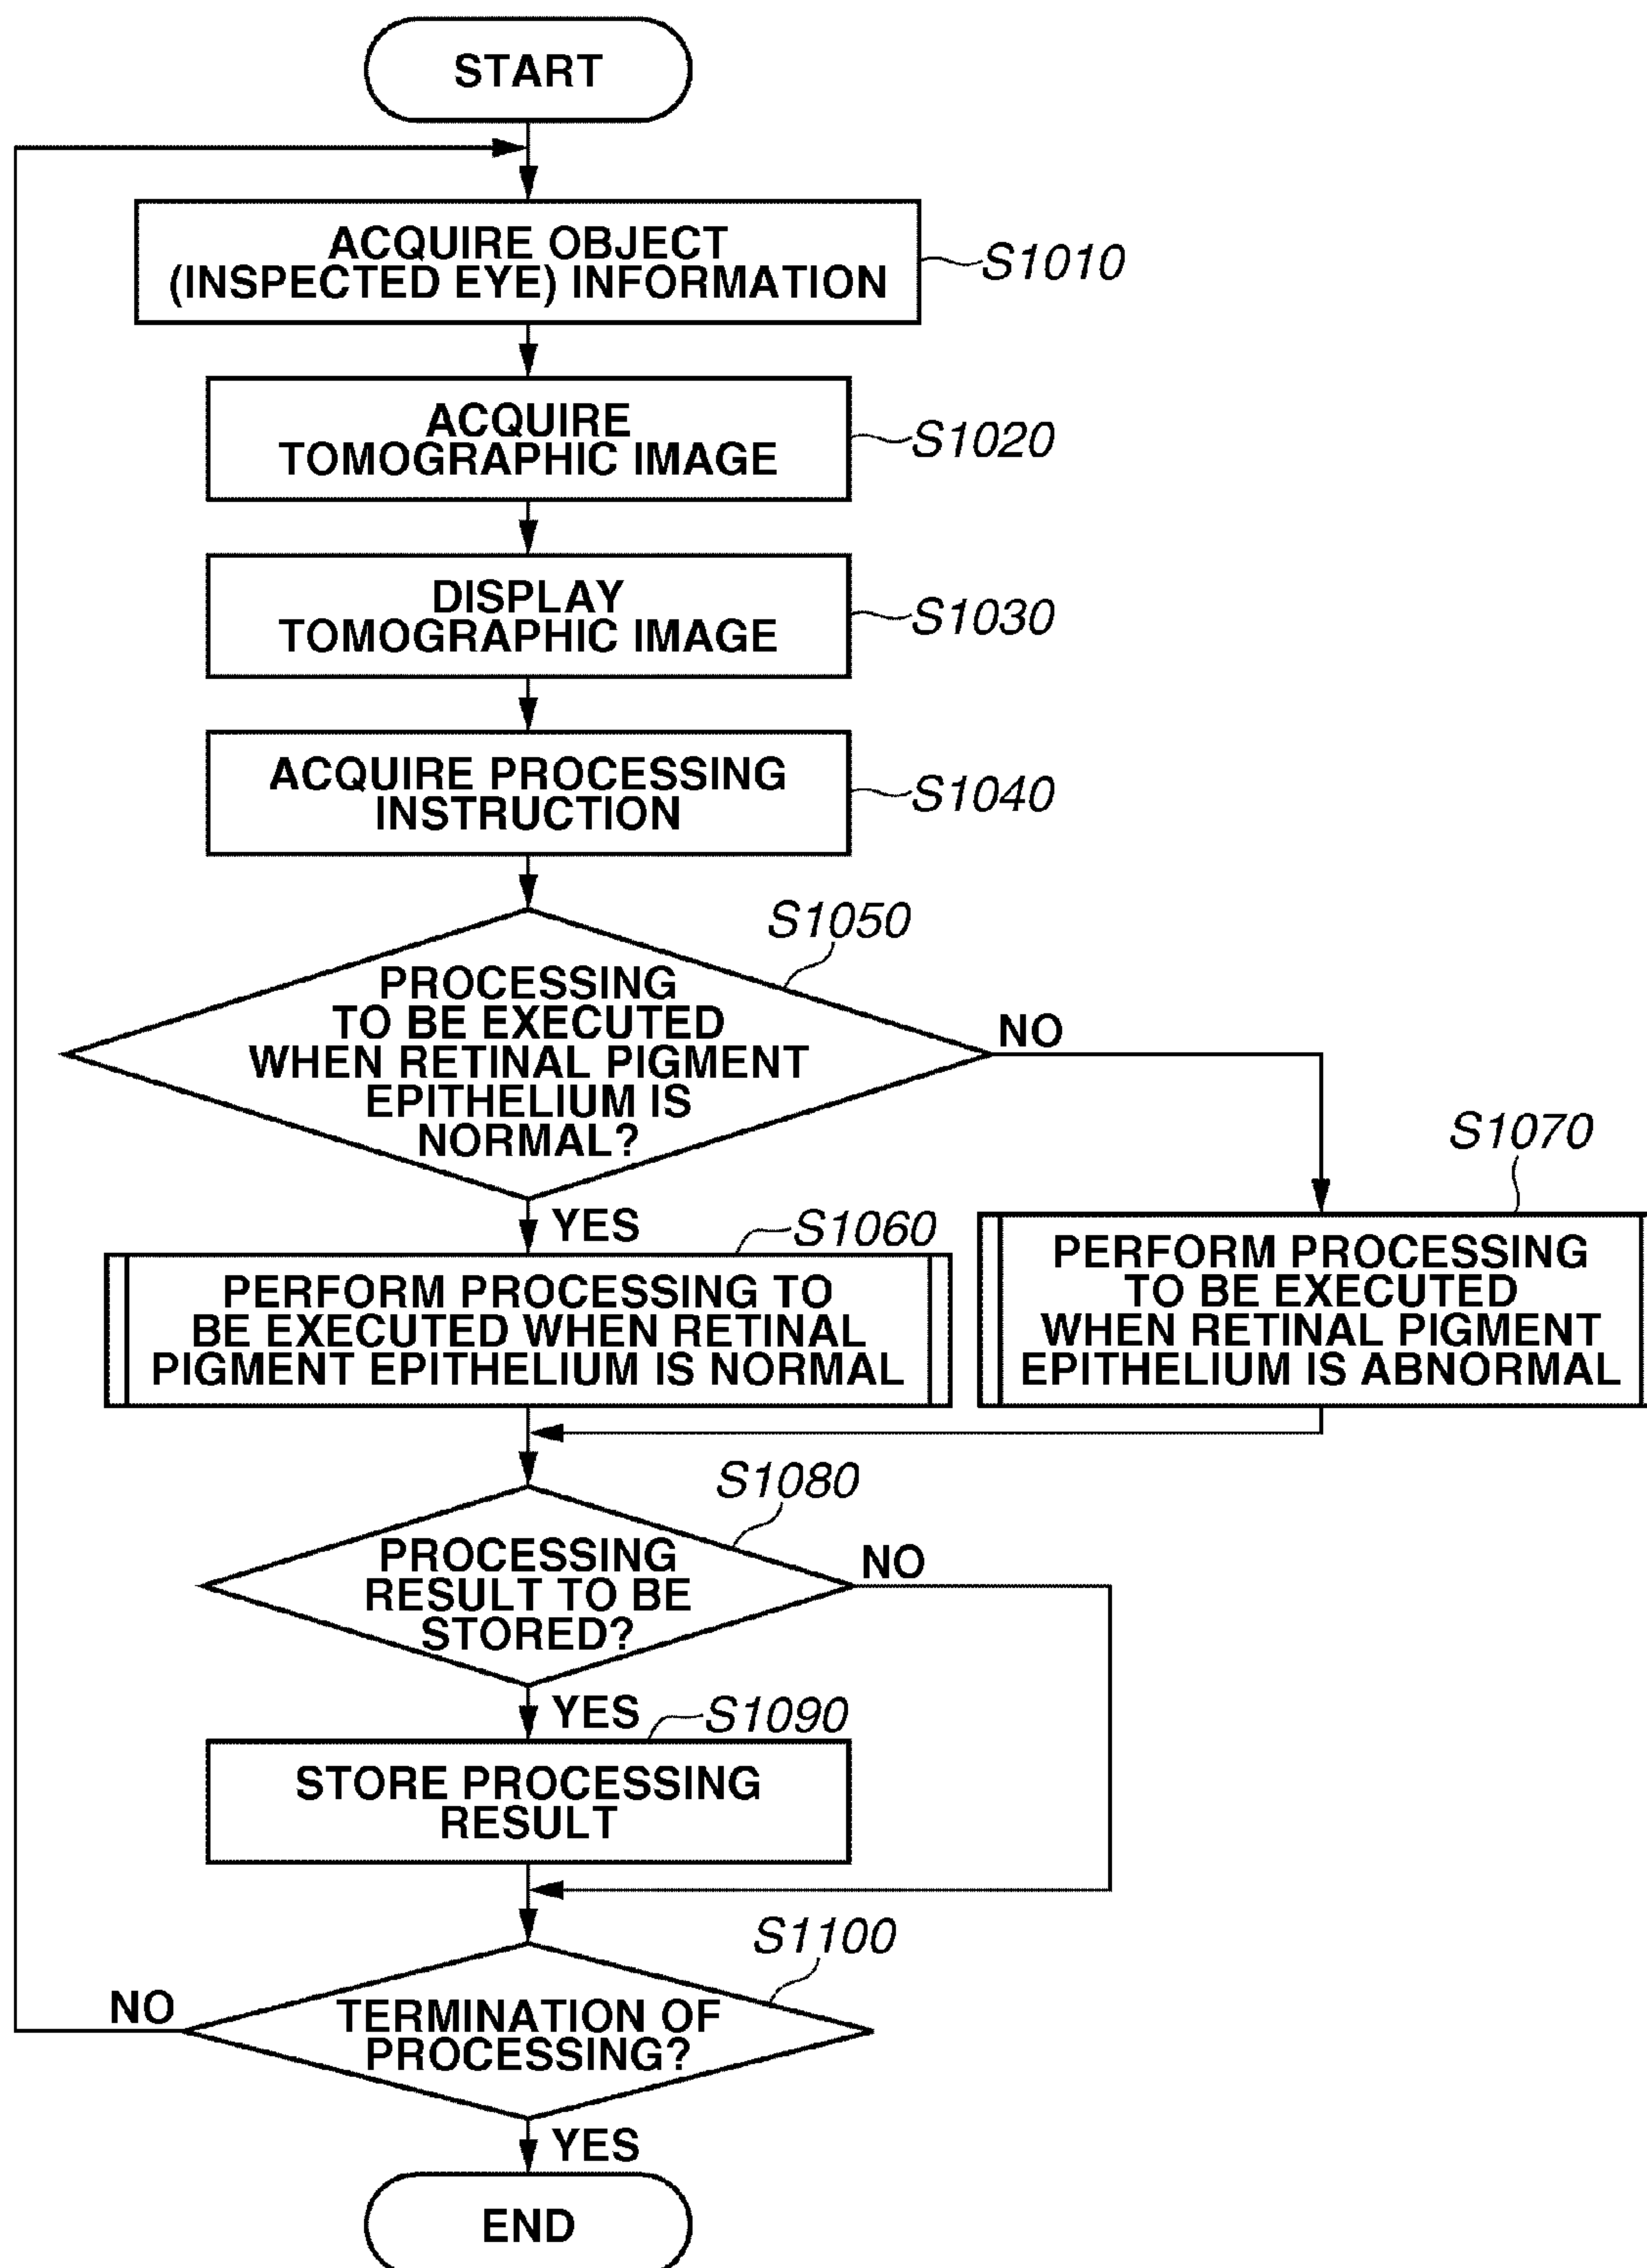 START
ACQUIRE OBJECT
(INSPECTED EYE) INFORMATION
S1010
ACQUIRE
TOMOGRAPHIC IMAGE
S1020
DISPLAY
TOMOGRAPHIC IMAGE
S1030
ACQUIRE PROCESSING
INSTRUCTION
S1040
S1050
PROCESSING
TO BE EXECUTED
WHEN RETINAL PIGMENT
EPITHELIUM IS
NORMAL?
NO
YES
S1060
PERFORM PROCESSING TO
BE EXECUTED WHEN RETINAL
PIGMENT EPITHELIUM IS NORMAL
S1070
PERFORM PROCESSING
TO BE EXECUTED
WHEN RETINAL PIGMENT
EPITHELIUM IS ABNORMAL
S1080
PROCESSING
RESULT TO BE
STORED?
NO
YES
S1090
STORE PROCESSING
RESULT
S1100
TERMINATION OF
PROCESSING?
NO
YES
END